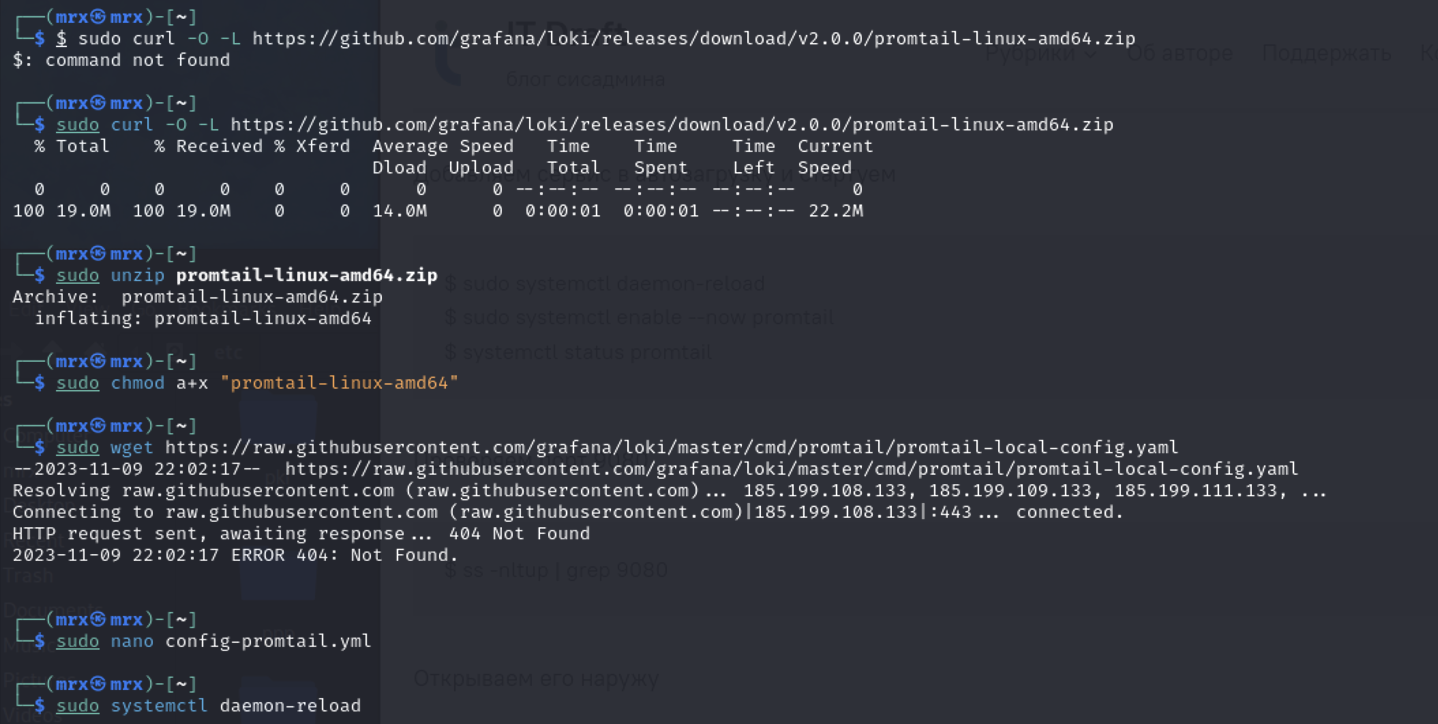 ┌──(mrx㉿mrx)-[~]
└─$ $ sudo curl -O -L https://github.com/grafana/loki/releases/download/v2.0.0/promtail-linux-amd64.zip
$: command not found
┌──(mrx㉿mrx)-[~]
└─$ sudo curl -O -L https://github.com/grafana/loki/releases/download/v2.0.0/promtail-linux-amd64.zip
% Total % Received % Xferd Average Speed Time Time Time Current
Dload Upload Total Spent Left Speed
0 0 0 0 0 0 0 0 --:--:-- --:--:-- --:--:-- 0
100 19.0M 100 19.0M 0 0 14.0M 0 0:00:01 0:00:01 --:--:-- 22.2M
┌──(mrx㉿mrx)-[~]
└─$ sudo unzip promtail-linux-amd64.zip
Archive: promtail-linux-amd64.zip
inflating: promtail-linux-amd64
┌──(mrx㉿mrx)-[~]
└─$ sudo chmod a+x "promtail-linux-amd64"
┌──(mrx㉿mrx)-[~]
└─$ sudo wget https://raw.githubusercontent.com/grafana/loki/master/cmd/promtail/promtail-local-config.yaml
--2023-11-09 22:02:17-- https://raw.githubusercontent.com/grafana/loki/master/cmd/promtail/promtail-local-config.yaml
Resolving raw.githubusercontent.com (raw.githubusercontent.com)... 185.199.108.133, 185.199.109.133, 185.199.111.133, ...
Connecting to raw.githubusercontent.com (raw.githubusercontent.com)|185.199.108.133|:443... connected.
HTTP request sent, awaiting response... 404 Not Found
2023-11-09 22:02:17 ERROR 404: Not Found.
┌──(mrx㉿mrx)-[~]
└─$ sudo nano config-promtail.yml
┌──(mrx㉿mrx)-[~]
└─$ sudo systemctl daemon-reload
IT Draft
блог сисадмина
Рубрики
Об авторе
Поддержать
сервис в автозагрузку и стартуем
$ sudo systemctl daemon-reload
$ sudo systemctl enable --now promtail
$ systemctl status promtail
etc
$ ss -nltup | grep 9080
Trash
Открываем его наружу